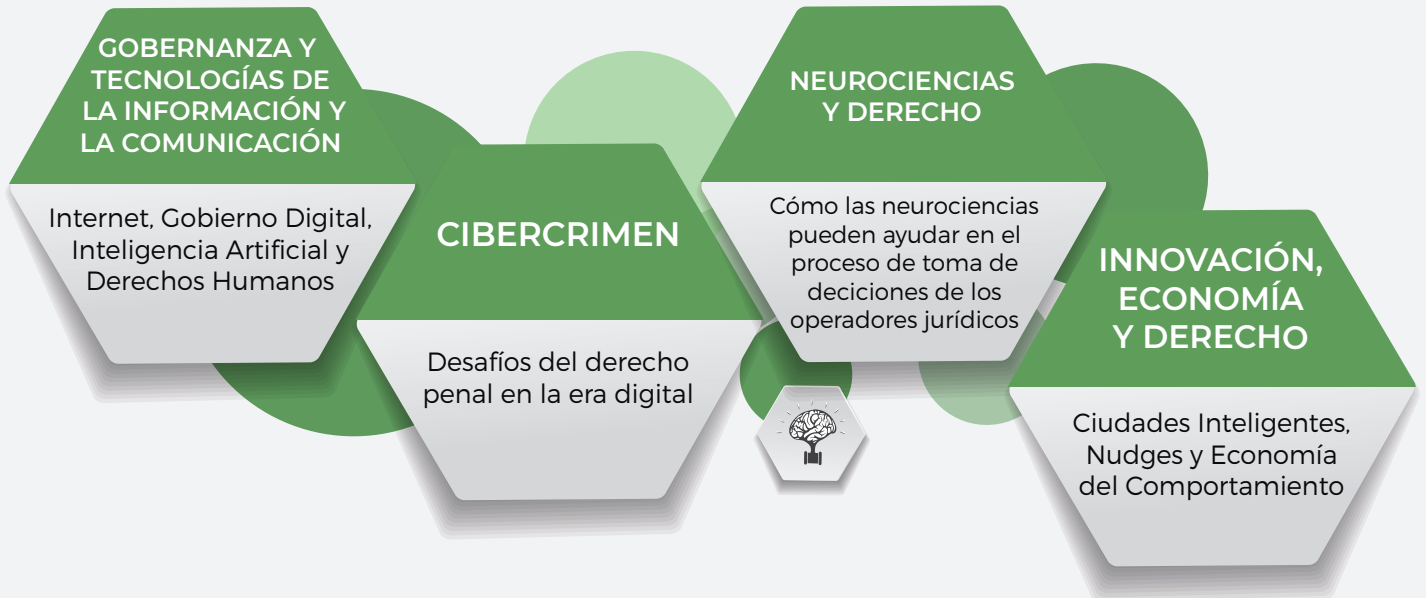 GOBERNANZA Y
TECNOLOGÍAS DE
LA INFORMACIÓN Y
LA COMUNICACIÓN
Internet, Gobierno Digital,
Inteligencia Artificial y
Derechos Humanos
CIBERCRIMEN
Desafíos del derecho
penal en la era digital
NEUROCIENCIAS
Y DERECHO
Cómo las neurociencias
pueden ayudar en el
proceso de toma de
deciciones de los
operadores jurídicos
INNOVACIÓN,
ECONOMÍA
Y DERECHO
Ciudades Inteligentes,
Nudges y Economía
del Comportamiento